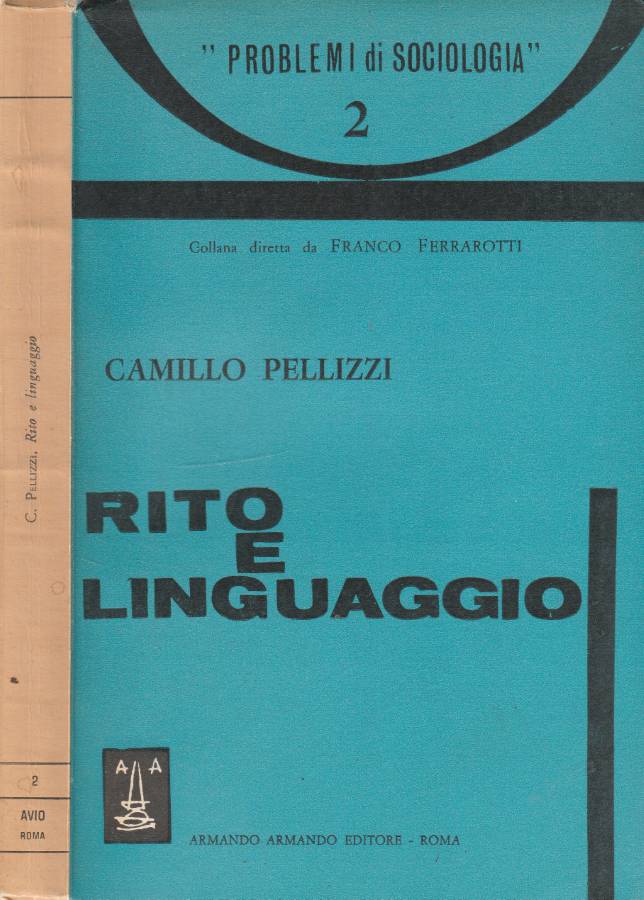 " PROBLEMI di SOCIOLOGIA"
2
Collana diretta da FRANCO FERRAROTTI
CAMILLO PELLIZZI
RITO
E
LINGUAGGIO
A A
ARMANDO ARMANDO EDITORE - ROMA
C. PELLIZZI, Rito e linguaggio
2
AVIO
ROMA